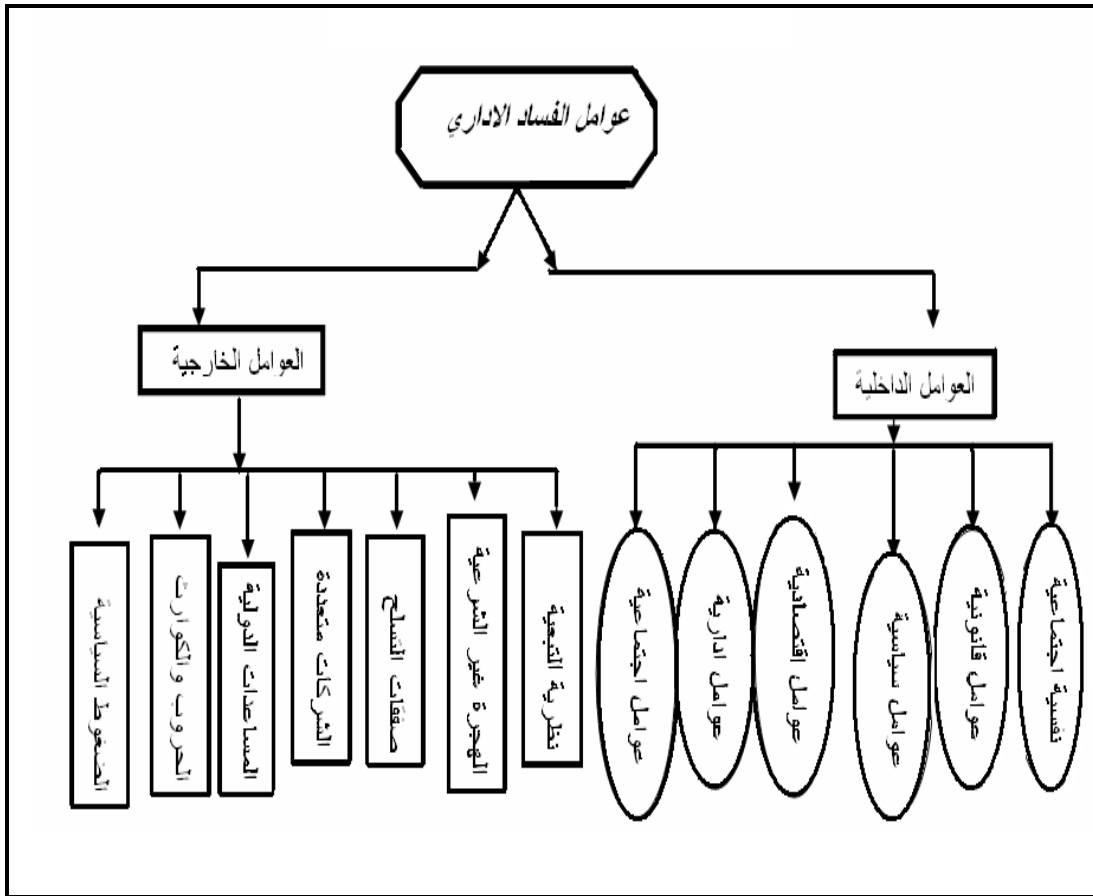 عوامل الفساد الاداري
العوامل الخارجية
العوامل الداخلية
نفسية اجتماعية
عوامل قانونية
عوامل سياسية
عوامل اقتصادية
عوامل ادارية
عوامل اجتماعية
نظرية التبعية
الهجرة غير الشرعية
صفقات التسلح
الشركات متعددة
المساعدات الدولية
الحروب والكوارث
الضغوط السياسية